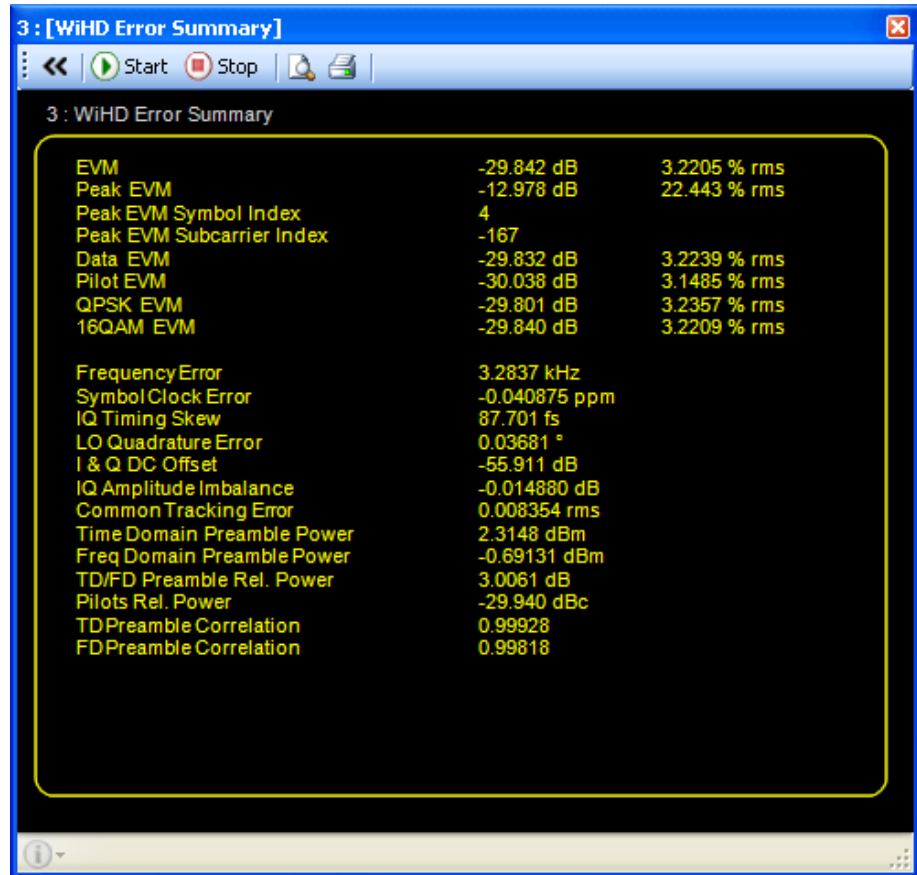 3 : [WiHD Error Summary]
Start Stop
3 : WiHD Error Summary
EVM -29.842 dB 3.2205 % rms
Peak EVM -12.978 dB 22.443 % rms
Peak EVM Symbol Index 4
Peak EVM Subcarrier Index -167
Data EVM -29.832 dB 3.2239 % rms
Pilot EVM -30.038 dB 3.1485 % rms
QPSK EVM -29.801 dB 3.2357 % rms
16QAM EVM -29.840 dB 3.2209 % rms
Frequency Error 3.2837 kHz
Symbol Clock Error -0.040875 ppm
IQ Timing Skew 87.701 fs
LO Quadrature Error 0.03681 °
I & Q DC Offset -55.911 dB
IQ Amplitude Imbalance -0.014880 dB
Common Tracking Error 0.008354 rms
Time Domain Preamble Power 2.3148 dBm
Freq Domain Preamble Power -0.69131 dBm
TD/FD Preamble Rel. Power 3.0061 dB
Pilots Rel. Power -29.940 dBc
TD Preamble Correlation 0.99928
FD Preamble Correlation 0.99818